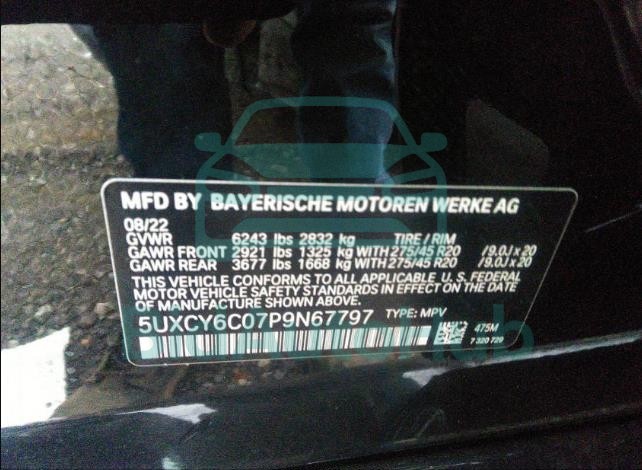 MFD BY BAYERISCHE MOTOREN WERKE AG
08/22
GVWR 6243 lbs 2832 kg TIRE / RIM
GAWR FRONT 2921 lbs 1325 kg WITH 275/45 R20 /9.0J x 20
GAWR REAR 3677 lbs 1668 kg WITH 275/45 R20 /9.0J x 20
THIS VEHICLE CONFORMS TO ALL APPLICABLE U.S. FEDERAL
MOTOR VEHICLE SAFETY STANDARDS IN EFFECT ON THE DATE
OF MANUFACTURE SHOWN ABOVE.
5UXCY6C07P9N67797 TYPE: MPV
475M
7 320 720